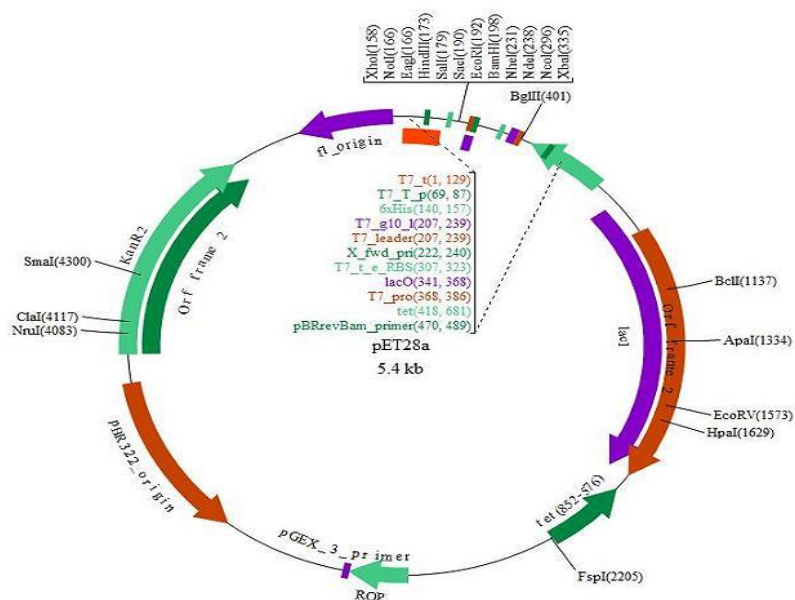 XhoI(158)
NotI(166)
EagI(166)
HindIII(173)
SalI(179)
SacI(190)
EcoRI(192)
BamHI(198)
NheI(231)
NdeI(238)
NcoI(296)
XbaI(335)
BglII(401)
f1_origin
T7_t(1, 129)
T7_T_p(69, 87)
6xHis(140, 157)
T7_g10_l(207, 239)
T7_leader(207, 239)
X_fwd_pri(222, 240)
T7_t_e_RBS(307, 323)
lacO(341, 368)
T7_pro(368, 386)
tet(418, 681)
pBRrevBam_primer(470, 489)
pET28a
5.4 kb
KanR2
Orf frame 2
SmaI(4300)
ClaI(4117)
NruI(4083)
BclI(1137)
ApaI(1334)
EcoRV(1573)
HpaI(1629)
lacI
Orf frame 2
pBR322_origin
pGEX_3_primer
ROP
tet(852-576)
FspI(2205)